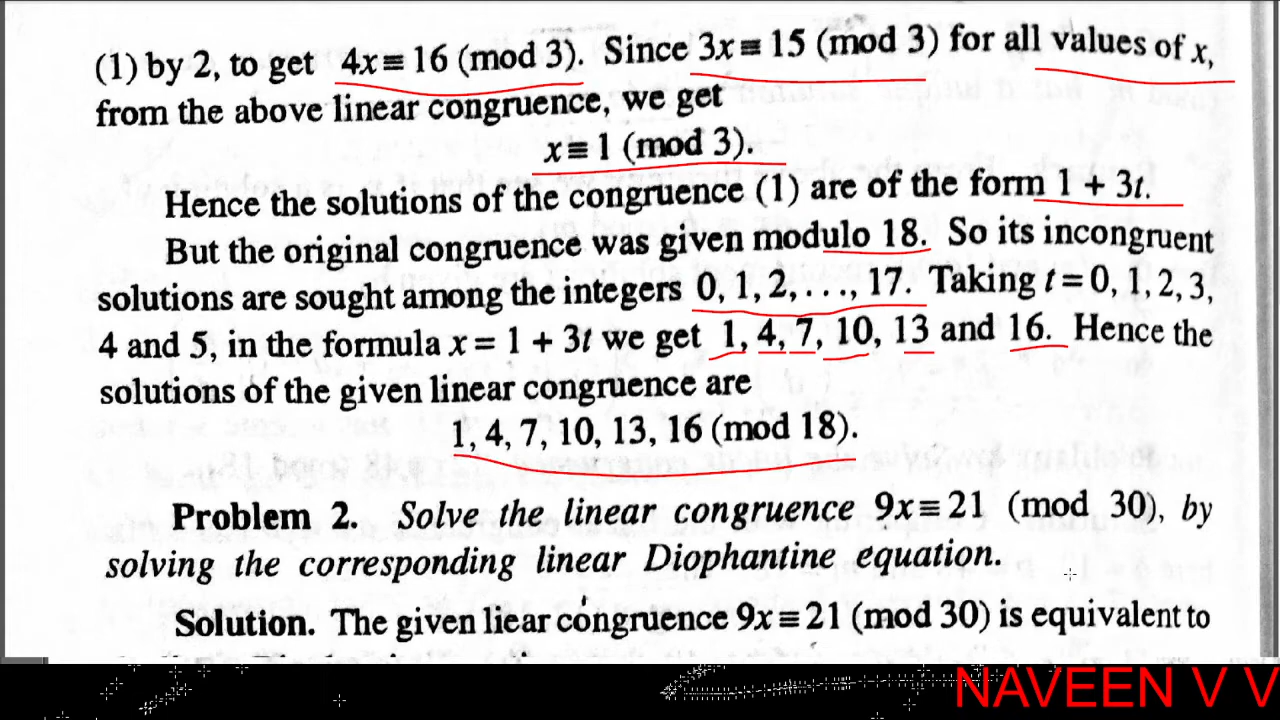 (1) by 2, to get 4x ≡ 16 (mod 3). Since 3x ≡ 15 (mod 3) for all values of x,
from the above linear congruence, we get
x ≡ 1 (mod 3).
Hence the solutions of the congruence (1) are of the form 1 + 3t.
But the original congruence was given modulo 18. So its incongruent
solutions are sought among the integers 0, 1, 2, . . ., 17. Taking t = 0, 1, 2, 3,
4 and 5, in the formula x = 1 + 3t we get 1, 4, 7, 10, 13 and 16. Hence the
solutions of the given linear congruence are
1, 4, 7, 10, 13, 16 (mod 18).
Problem 2. Solve the linear congruence 9x ≡ 21 (mod 30), by
solving the corresponding linear Diophantine equation.
Solution. The given liear congruence 9x ≡ 21 (mod 30) is equivalent to
NAVEEN V V